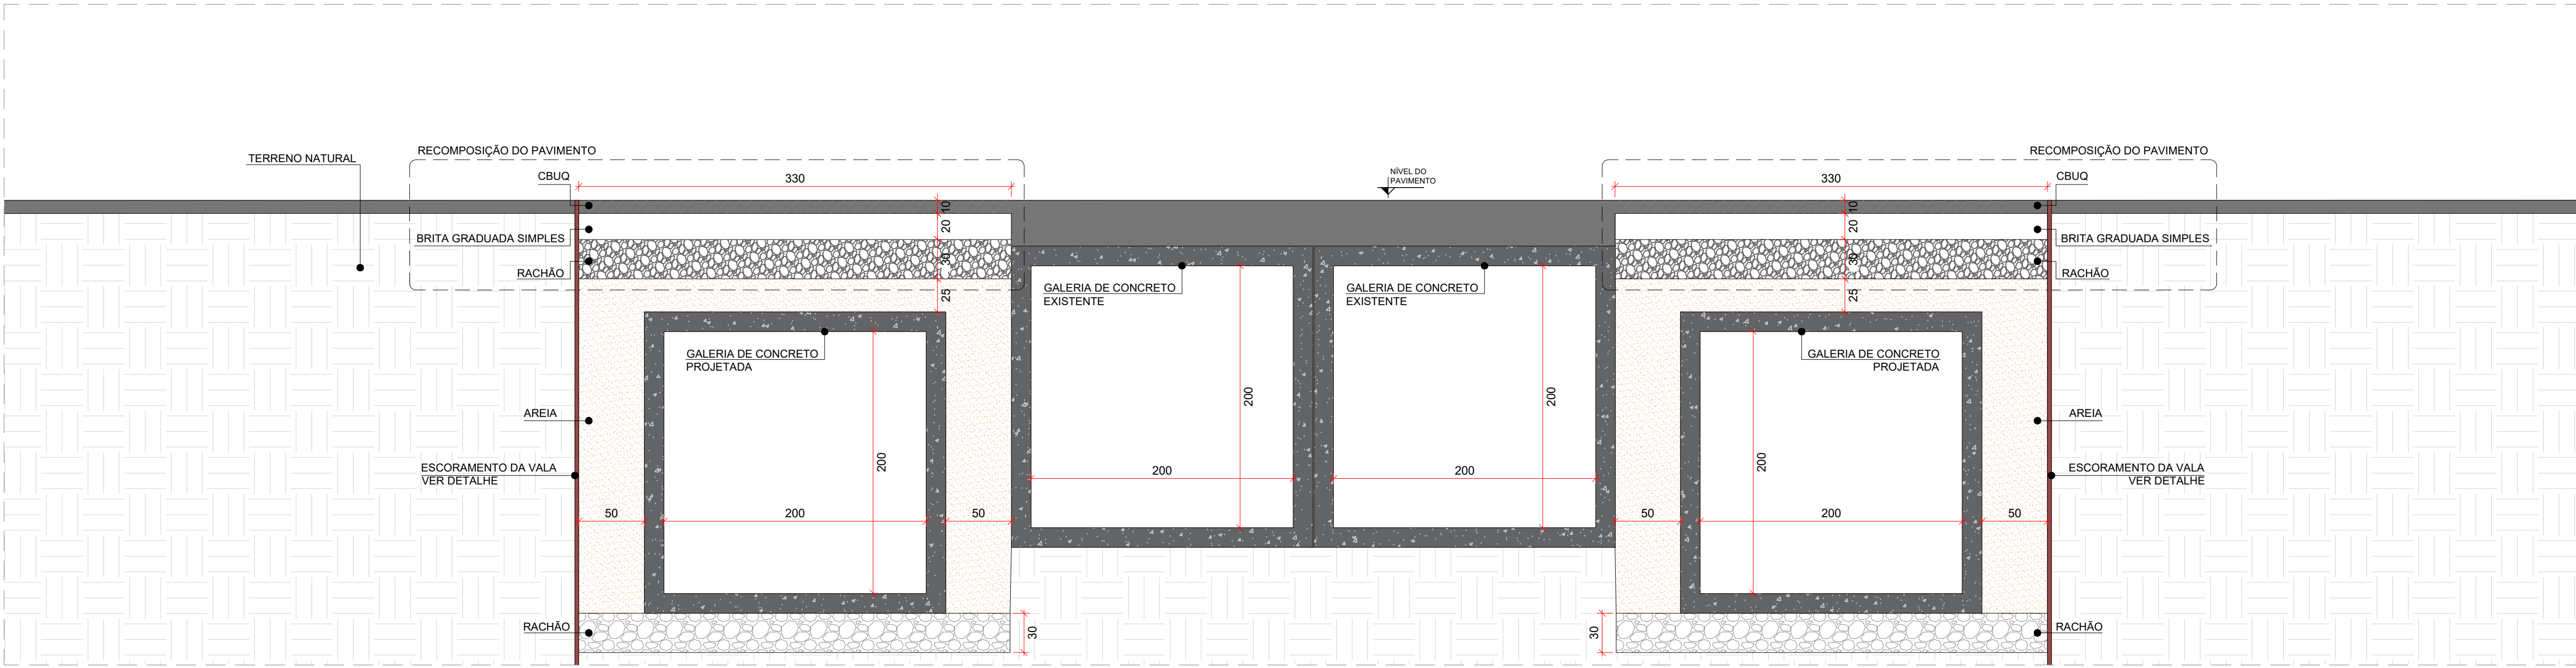 RECOMPOSIÇÃO DO PAVIMENTO
RECOMPOSIÇÃO DO PAVIMENTO
TERRENO NATURAL
NÍVEL DO
PAVIMENTO
CBUQ
330
330
CBUQ
10
10
20
20
BRITA GRADUADA SIMPLES
BRITA GRADUADA SIMPLES
30
30
RACHÃO
RACHÃO
GALERIA DE CONCRETO
EXISTENTE
GALERIA DE CONCRETO
EXISTENTE
25
25
GALERIA DE CONCRETO
PROJETADA
GALERIA DE CONCRETO
PROJETADA
200
200
AREIA
AREIA
200
200
ESCORAMENTO DA VALA
VER DETALHE
200
200
ESCORAMENTO DA VALA
VER DETALHE
50
200
50
50
200
50
RACHÃO
30
30
RACHÃO